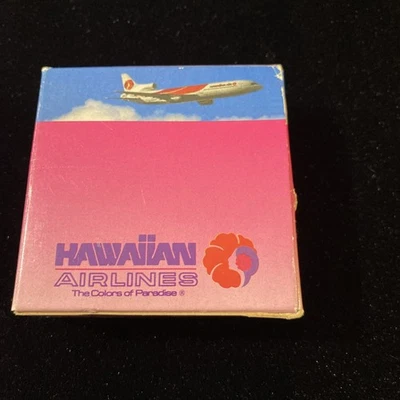 HAWAIIAN
AIRLINES
The Colors of Paradise ®